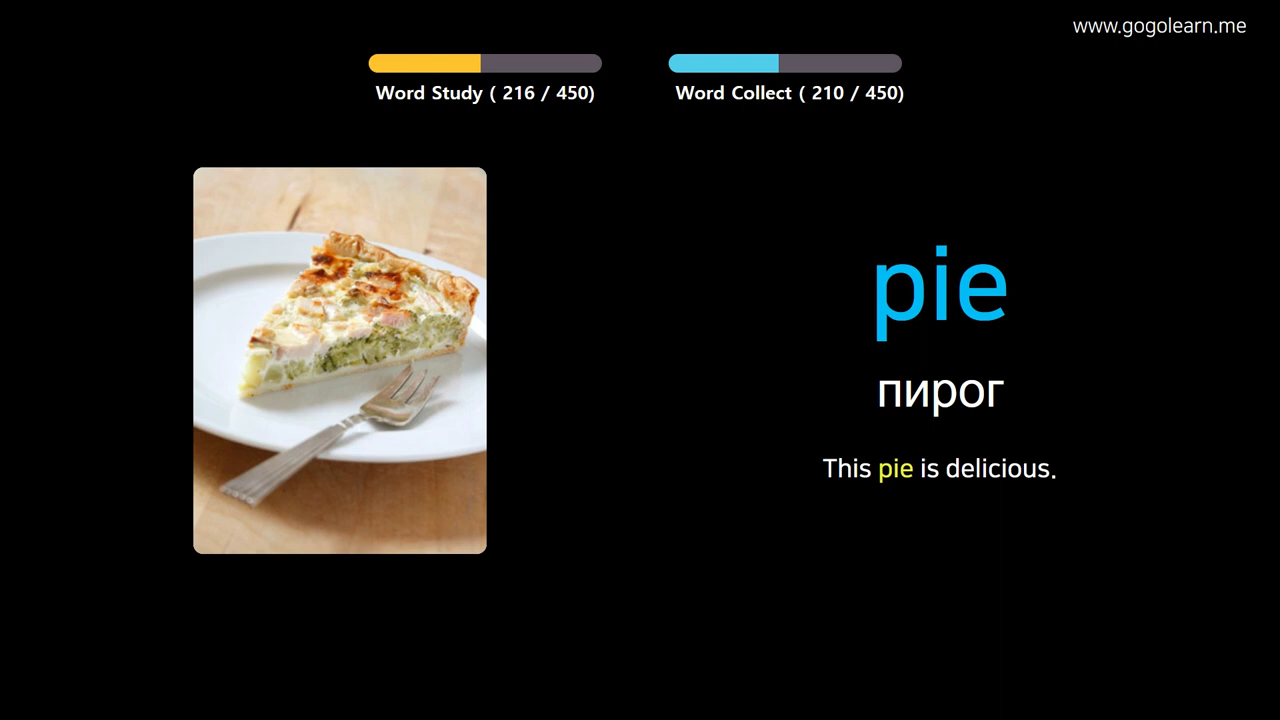 www.gogolearn.me
Word Study ( 216 / 450)
Word Collect ( 210 / 450)
pie
пирог
This pie is delicious.